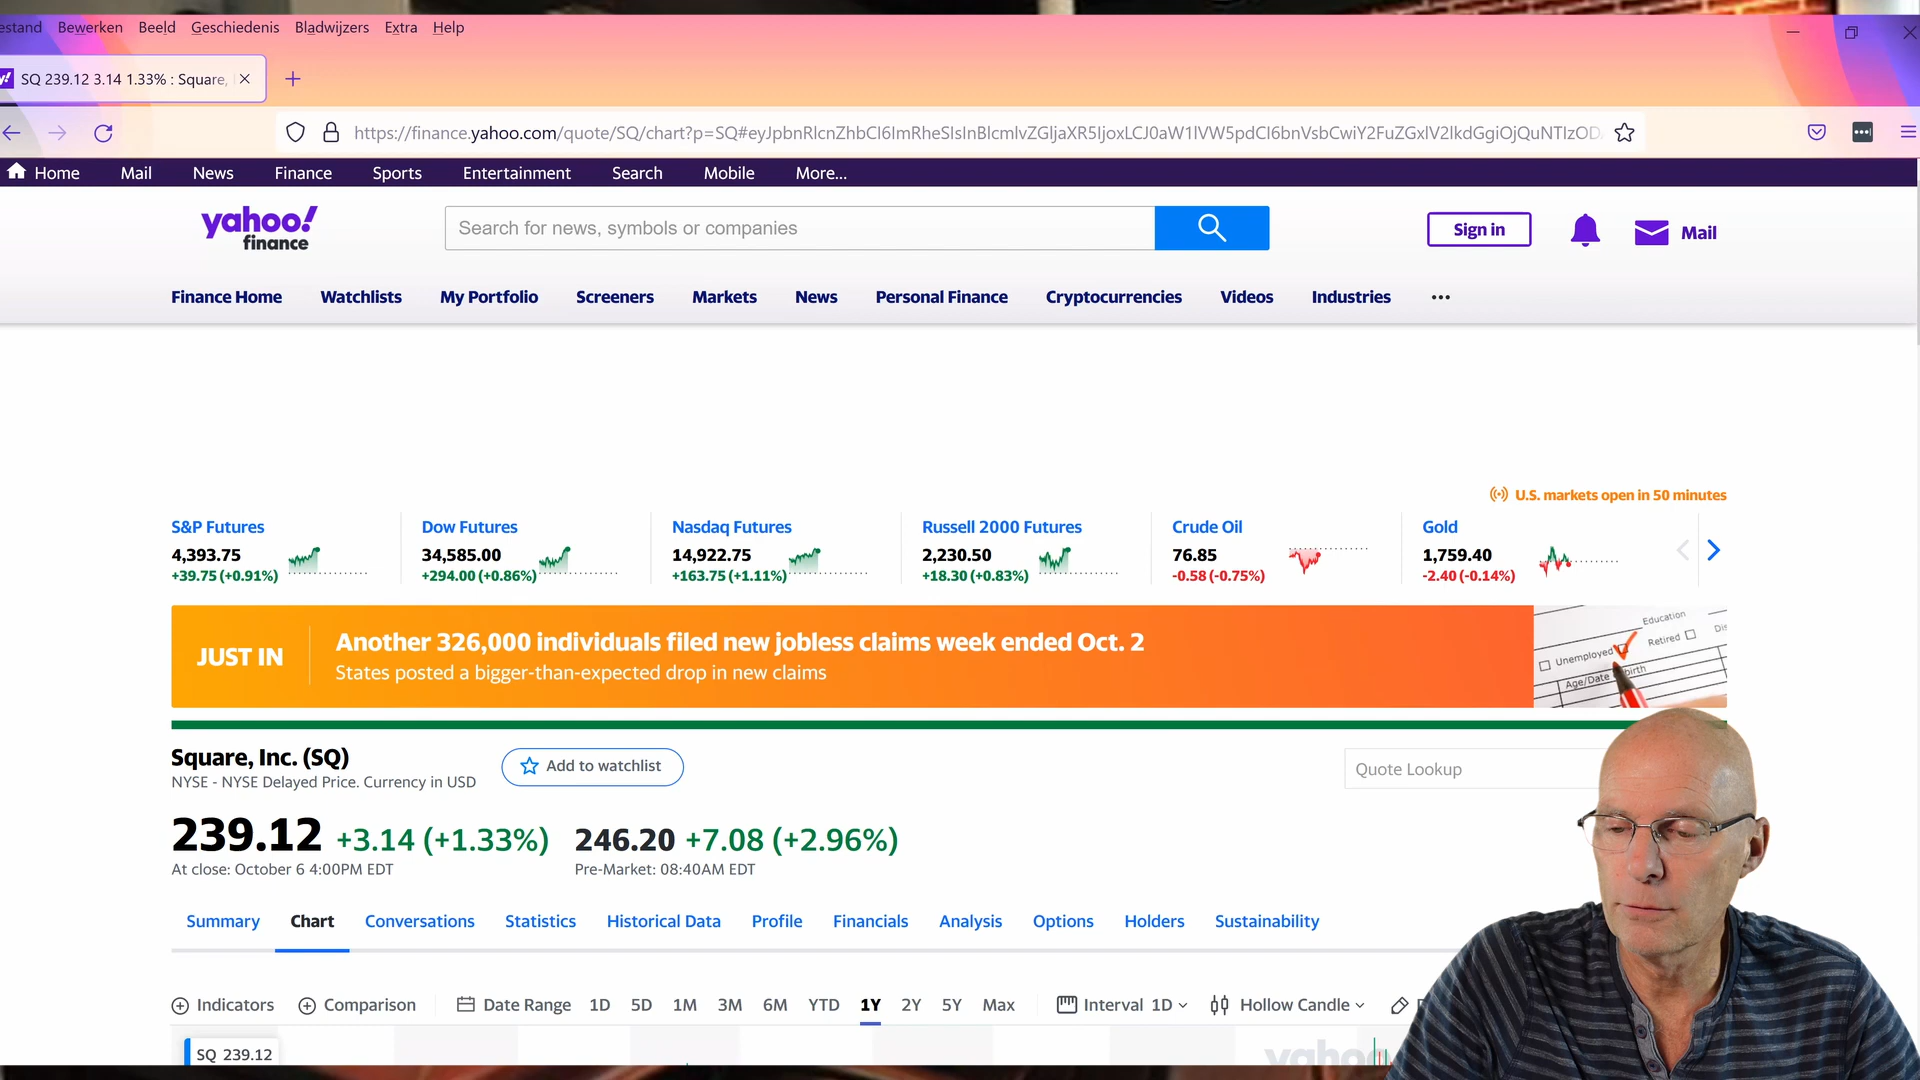 estand Bewerken Beeld Geschiedenis Bladwijzers Extra Help
SQ 239.12 3.14 1.33% : Square,
https://finance.yahoo.com/quote/SQ/chart?p=SQ#
Home Mail News Finance Sports Entertainment Search Mobile More...
yahoo!
finance
Search for news, symbols or companies
Sign in
Mail
Finance Home Watchlists My Portfolio Screeners Markets News Personal Finance Cryptocurrencies Videos Industries •••
U.S. markets open in 50 minutes
S&P Futures
4,393.75
+39.75 (+0.91%)
Dow Futures
34,585.00
+294.00 (+0.86%)
Nasdaq Futures
14,922.75
+163.75 (+1.11%)
Russell 2000 Futures
2,230.50
+18.30 (+0.83%)
Crude Oil
76.85
-0.58 (-0.75%)
Gold
1,759.40
-2.40 (-0.14%)
JUST IN
Another 326,000 individuals filed new jobless claims week ended Oct. 2
States posted a bigger-than-expected drop in new claims
Education
Retired
Unemployed
Age/Date
Square, Inc. (SQ)
NYSE - NYSE Delayed Price. Currency in USD
Add to watchlist
Quote Lookup
239.12 +3.14 (+1.33%) 246.20 +7.08 (+2.96%)
At close: October 6 4:00PM EDT Pre-Market: 08:40AM EDT
Summary Chart Conversations Statistics Historical Data Profile Financials Analysis Options Holders Sustainability
Indicators Comparison Date Range 1D 5D 1M 3M 6M YTD 1Y 2Y 5Y Max Interval 1D Hollow Candle
SQ 239.12
yahoo